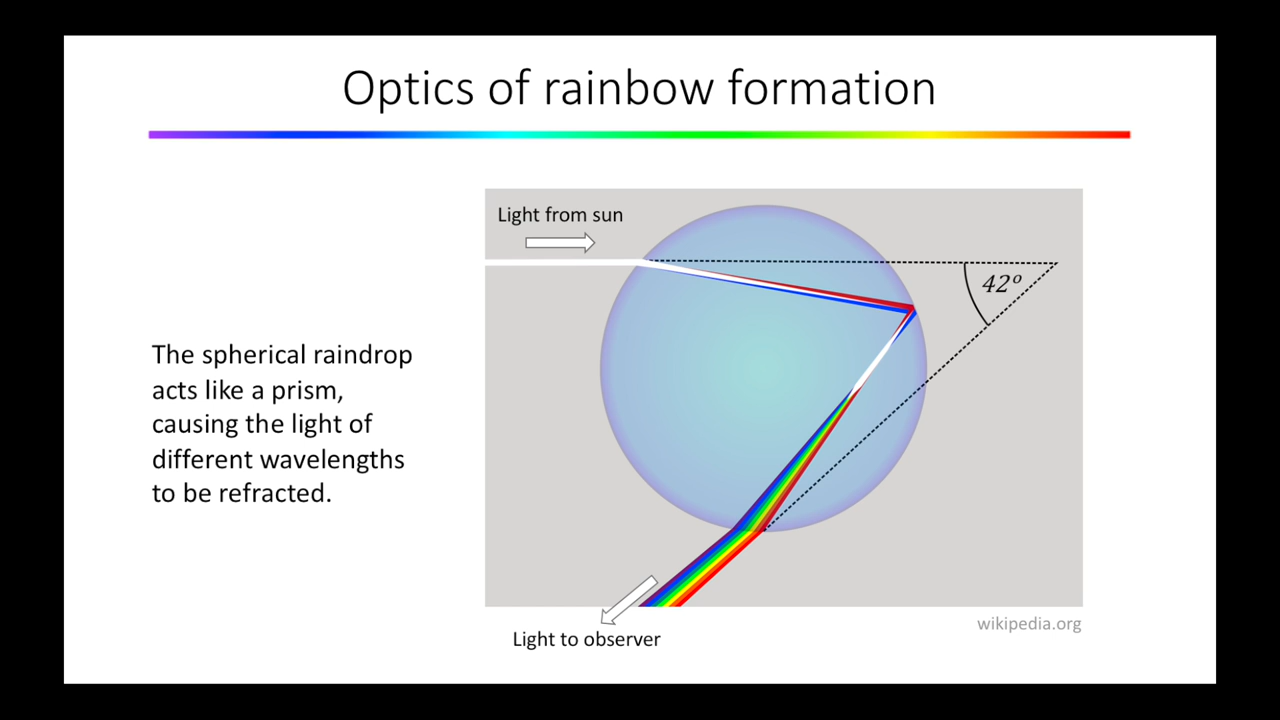 Optics of rainbow formation
Light from sun
42º
The spherical raindrop
acts like a prism,
causing the light of
different wavelengths
to be refracted.
wikipedia.org
Light to observer